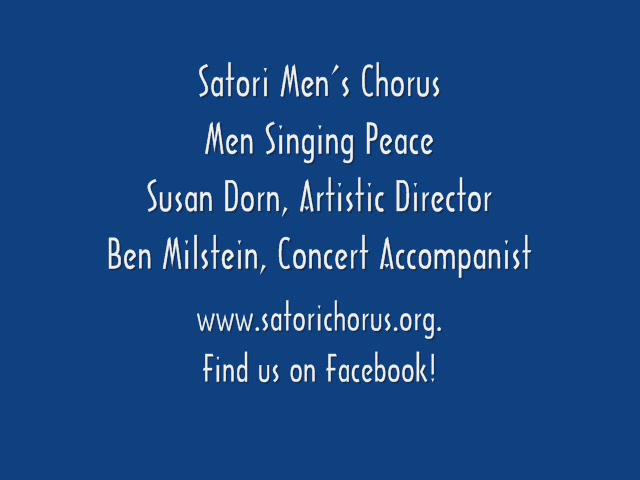 Satori Men's Chorus
Men Singing Peace
Susan Dorn, Artistic Director
Ben Milstein, Concert Accompanist
www.satorichorus.org.
Find us on Facebook!